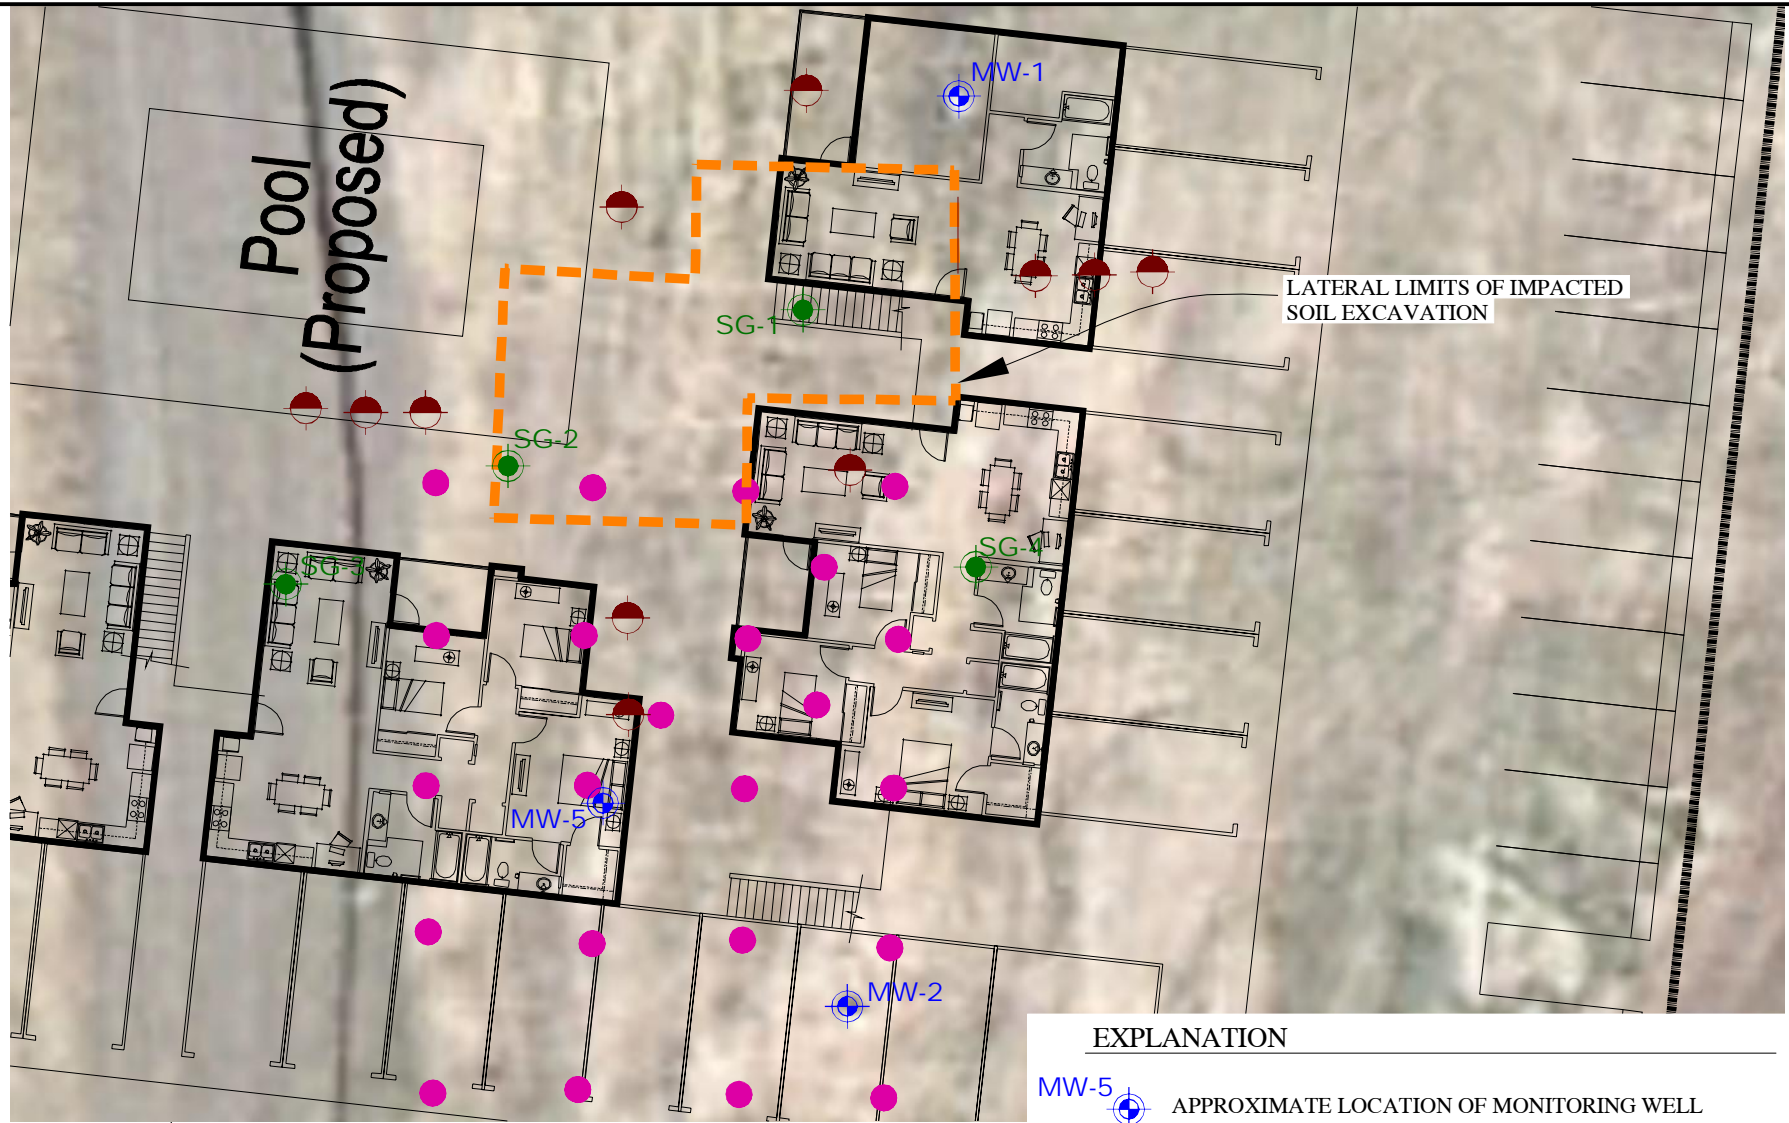 MW-1
Pool
(Proposed)
LATERAL LIMITS OF IMPACTED
SOIL EXCAVATION
SG-1
SG-2
SG-4
SG-3
MW-5
MW-2
EXPLANATION
MW-5
APPROXIMATE LOCATION OF MONITORING WELL